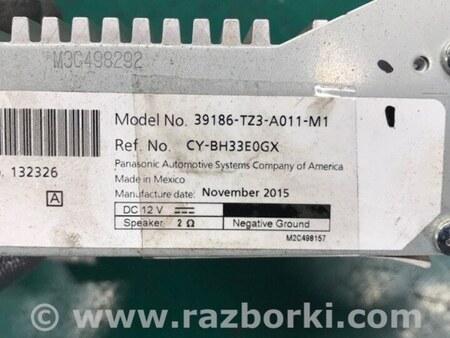 M3C498292
Model No. 39186-TZ3-A011-M1
Ref. No. CY-BH33E0GX
Panasonic Automotive Systems Company of America
Made in Mexico
Manufacture date: November 2015
. 132326
A
DC 12 V
Speaker 2 Ω Negative Ground
M2C498157
© www.razborki.com